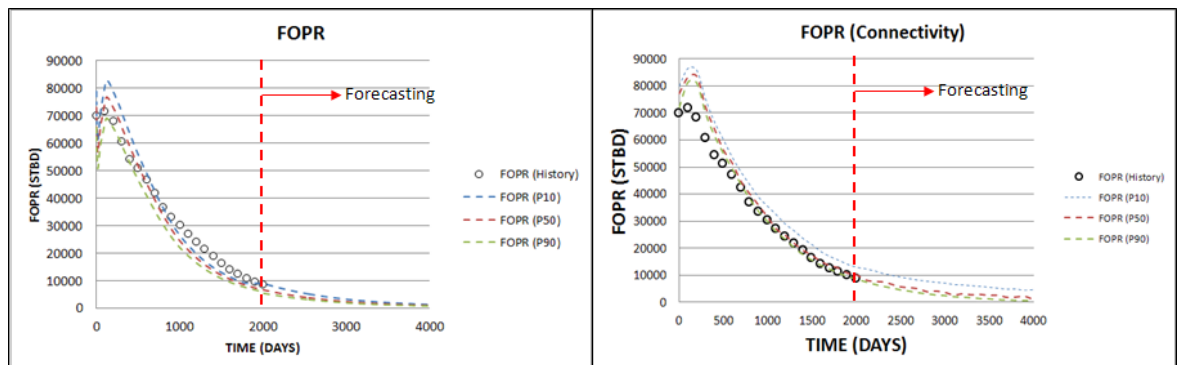 FOPR
90000
80000
70000
60000
50000
40000
30000
20000
10000
0
FOPR (STBD)
0 1000 2000 3000 4000
TIME (DAYS)
Forecasting
FOPR (History)
FOPR (P10)
FOPR (P50)
FOPR (P90)
FOPR (Connectivity)
90000
80000
70000
60000
50000
40000
30000
20000
10000
0
FOPR (STBD)
0 500 1000 1500 2000 2500 3000 3500 4000
TIME (DAYS)
Forecasting
FOPR (History)
FOPR (P10)
FOPR (P50)
FOPR (P90)